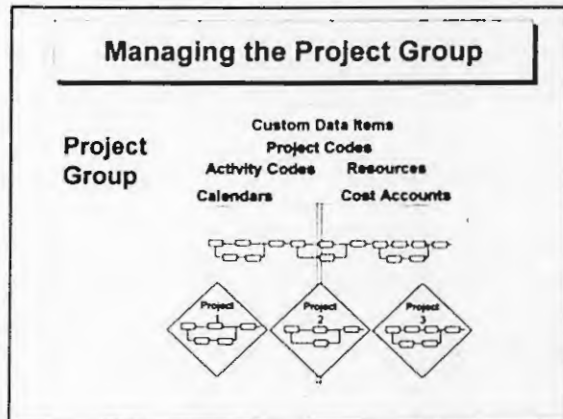 Managing the Project Group
Project
Group
Custom Data Items
Project Codes
Activity Codes Resources
Calendars Cost Accounts
Project
1
Project
2
Project
3